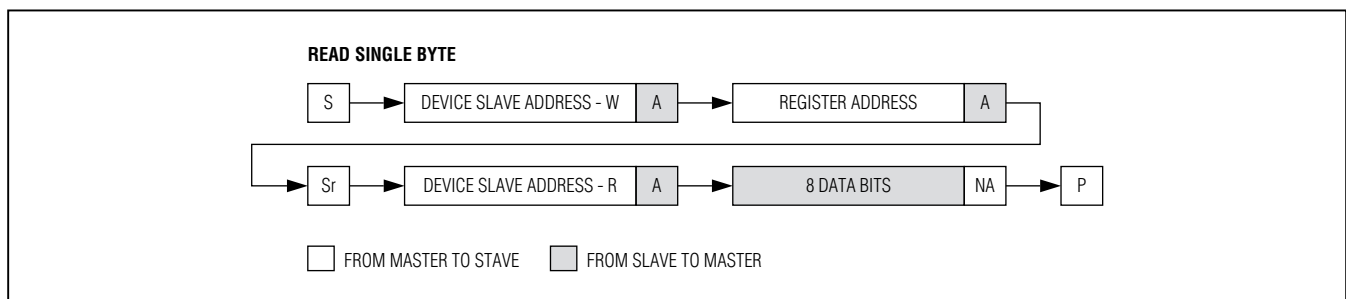 READ SINGLE BYTE
S DEVICE SLAVE ADDRESS - W A REGISTER ADDRESS A
Sr DEVICE SLAVE ADDRESS - R A 8 DATA BITS NA P
FROM MASTER TO STAVE FROM SLAVE TO MASTER